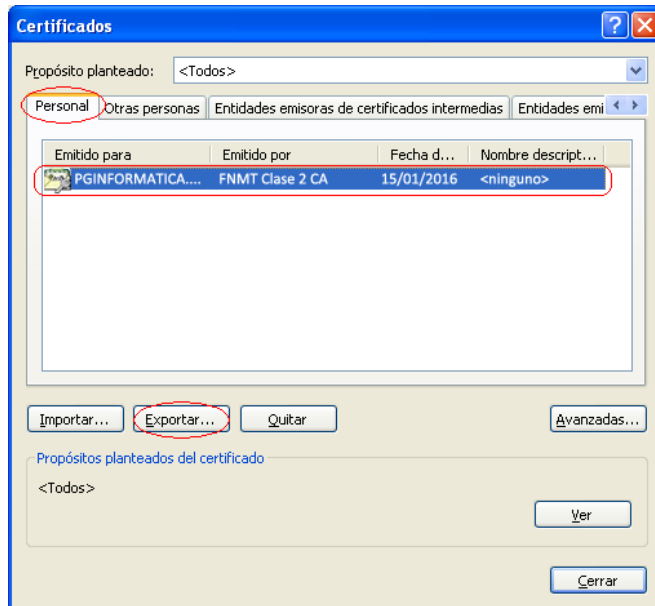 Certificados
Propósito planteado: <Todos>
Personal Otras personas Entidades emisoras de certificados intermedias Entidades emi
Emitido para Emitido por Fecha d... Nombre descript...
PGINFORMATICA.... FNMT Clase 2 CA 15/01/2016 <ninguno>
Importar... Exportar... Quitar Avanzadas...
Propósitos planteados del certificado
<Todos>
Ver
Cerrar